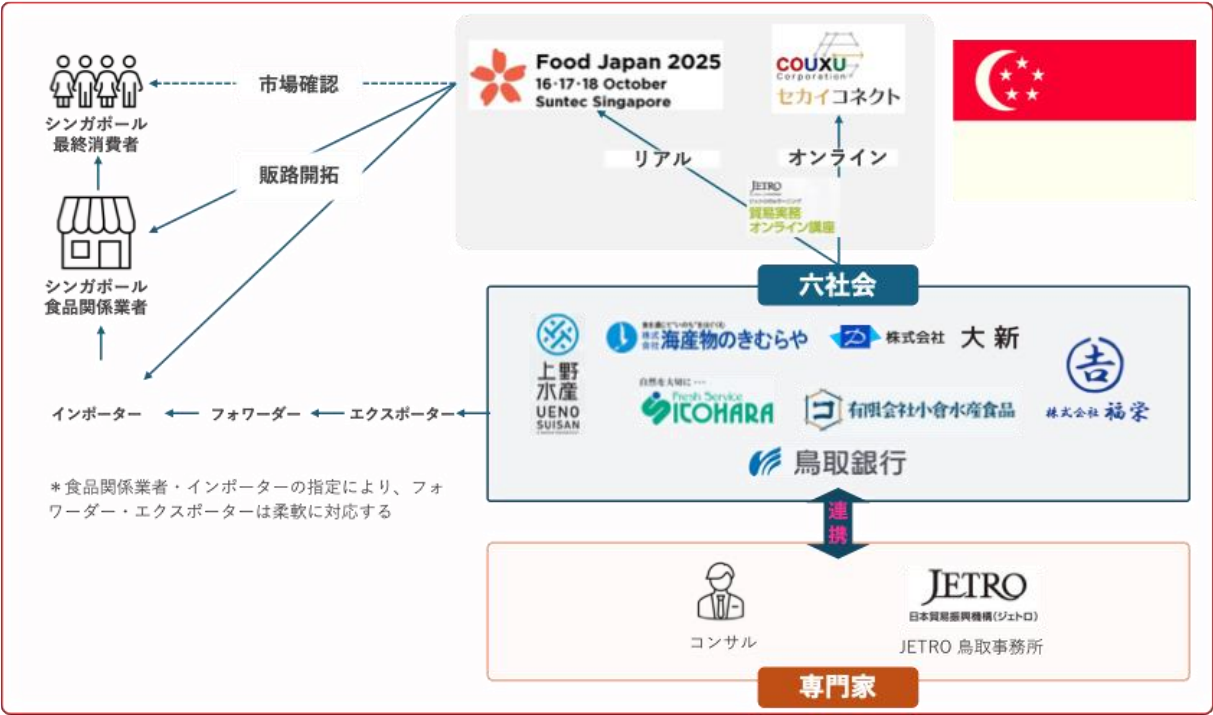 Food Japan 2025
16·17·18 October
Suntec Singapore
COUXU
Corporation
セカイコネクト
市場確認
シンガポール
最終消費者
リアル
オンライン
販路開拓
JETRO
貿易実務
オンライン講座
シンガポール
食品関係業者
六社会
上野
水産
UENO
SUISAN
株式
会社
海産物のきむらや
株式会社 大新
自然を大切に・・・
Fresh Service
ITOHARA
有限会社小倉水産食品
吉
株式会社 福栄
鳥取銀行
インポーター
フォワーダー
エクスポーター
＊食品関係業者・インポーターの指定により、フォ
ワーダー・エクスポーターは柔軟に対応する
連
携
コンサル
JETRO
日本貿易振興機構(ジェトロ)
JETRO 鳥取事務所
専門家